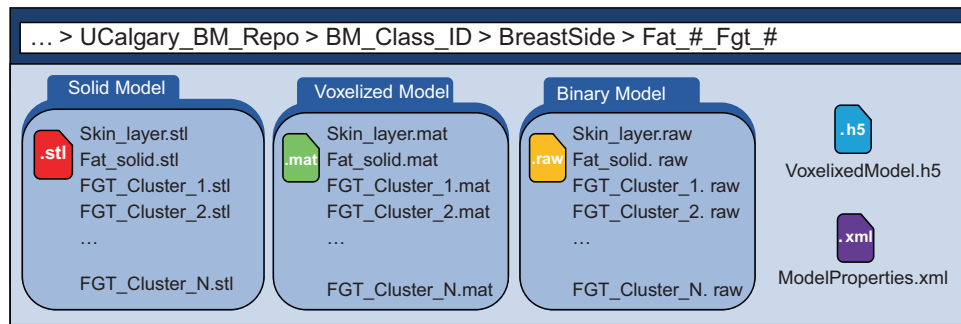 ... > UCalgary_BM_Repo > BM_Class_ID > BreastSide > Fat_#_Fgt_#
Solid Model
.stl
Skin_layer.stl
Fat_solid.stl
FGT_Cluster_1.stl
FGT_Cluster_2.stl
...
FGT_Cluster_N.stl
Voxelized Model
.mat
Skin_layer.mat
Fat_solid.mat
FGT_Cluster_1.mat
FGT_Cluster_2.mat
...
FGT_Cluster_N.mat
Binary Model
.raw
Skin_layer.raw
Fat_solid. raw
FGT_Cluster_1. raw
FGT_Cluster_2. raw
...
FGT_Cluster_N. raw
.h5
VoxelixedModel.h5
.xml
ModelProperties.xml